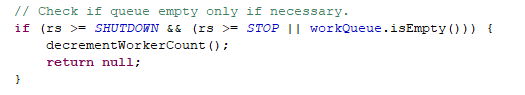 // Check if queue empty only if necessary.
if (rs >= SHUTDOWN && (rs >= STOP || workQueue.isEmpty())) {
    decrementWorkerCount();
    return null;
}